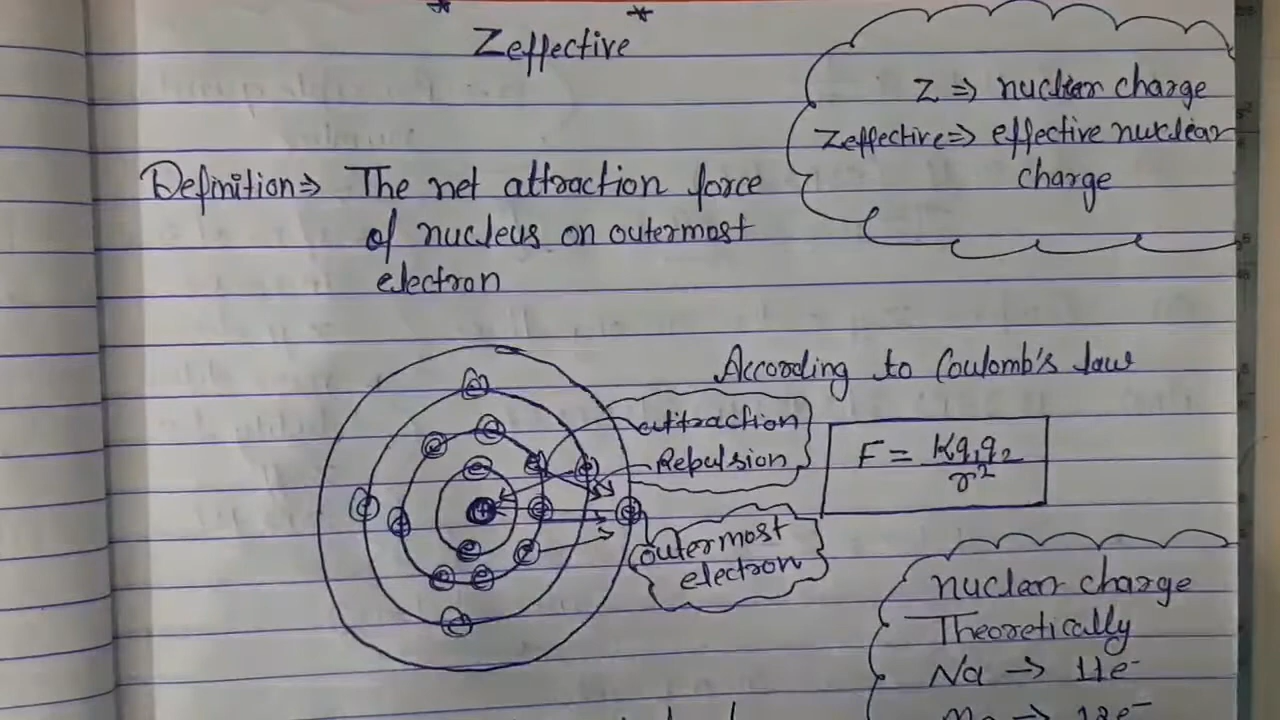 * *
Zeffective
Z ⇒ nuclear charge
Zeffective ⇒ effective nuclear
charge
Definition ⇒ The net attraction force
of nucleus on outermost
electron
According to Coulomb's law
attraction
Repulsion
F = Kq₁q₂
r²
outermost
electron
nuclear charge
Theoretically
Na → 11e⁻